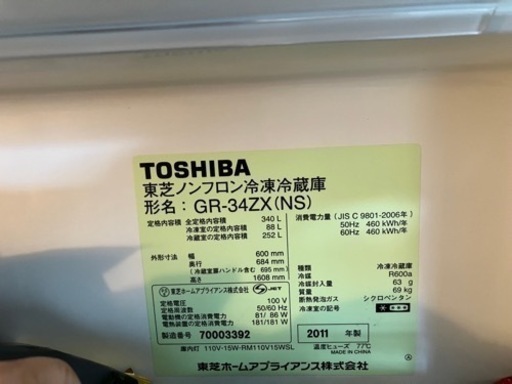 TOSHIBA
東芝ノンフロン冷凍冷蔵庫
形名：GR-34ZX(NS)
定格内容積 全定格内容積 340 L
冷凍室の定格内容積 88 L
冷蔵室の定格内容積 252 L
外形寸法 幅 600 mm
奥行 684 mm
(冷蔵室扉ハンドル含む 695 mm)
高さ 1608 mm
東芝ホームアプライアンス株式会社 JET
定格電圧 100 V
定格周波数 50/60 Hz
電動機の定格消費電力 81/ 86 W
電熱装置の定格消費電力 181/181 W
製造番号 70003392
消費電力量 (JIS C 9801-2006年)
50Hz 460 kWh/年
60Hz 460 kWh/年
種類 冷凍冷蔵庫
冷媒 R600a
冷媒封入量 63 g
質量 69 kg
断熱発泡ガス シクロペンタン
冷凍室の記号
2011 年製
庫内灯 110V-15W-RM110V15WSL
温度ヒューズ 77℃
MADE IN CHINA
東芝ホームアプライアンス株式会社